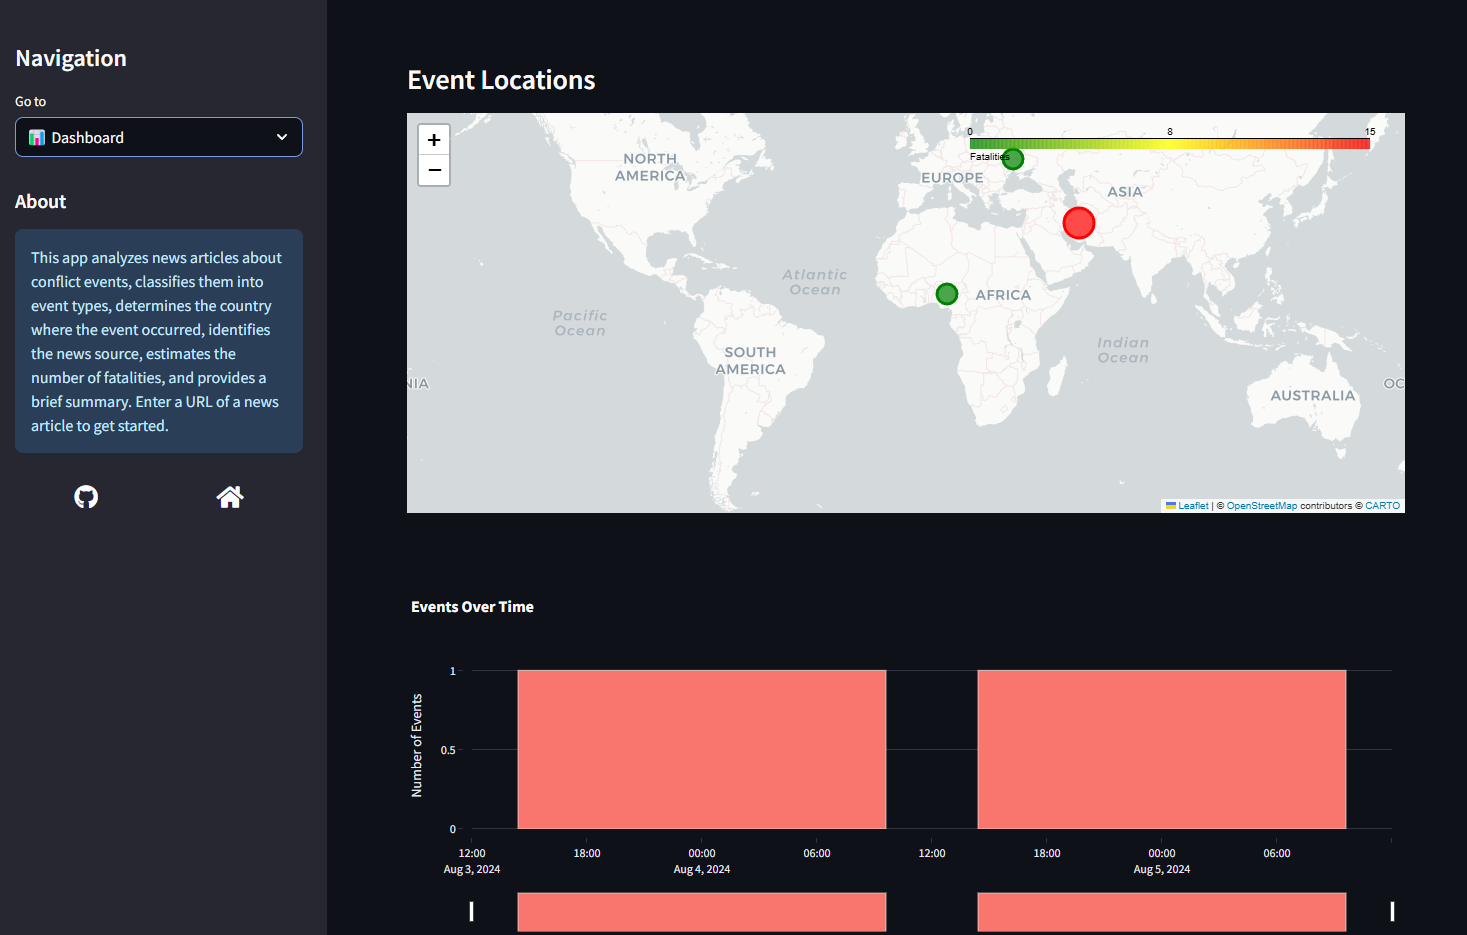 Navigation
Go to
Dashboard
About
This app analyzes news articles about
conflict events, classifies them into
event types, determines the country
where the event occurred, identifies
the news source, estimates the
number of fatalities, and provides a
brief summary. Enter a URL of a news
article to get started.
Event Locations
+
−
0 8 15
Fatalities
NORTH
AMERICA
EUROPE
ASIA
Atlantic
Ocean
AFRICA
Pacific
Ocean
Indian
Ocean
SOUTH
AMERICA
NIA
OC
AUSTRALIA
Leaflet | © OpenStreetMap contributors © CARTO
Events Over Time
Number of Events
1
0.5
0
12:00 18:00 00:00 06:00 12:00 18:00 00:00 06:00
Aug 3, 2024 Aug 4, 2024 Aug 5, 2024